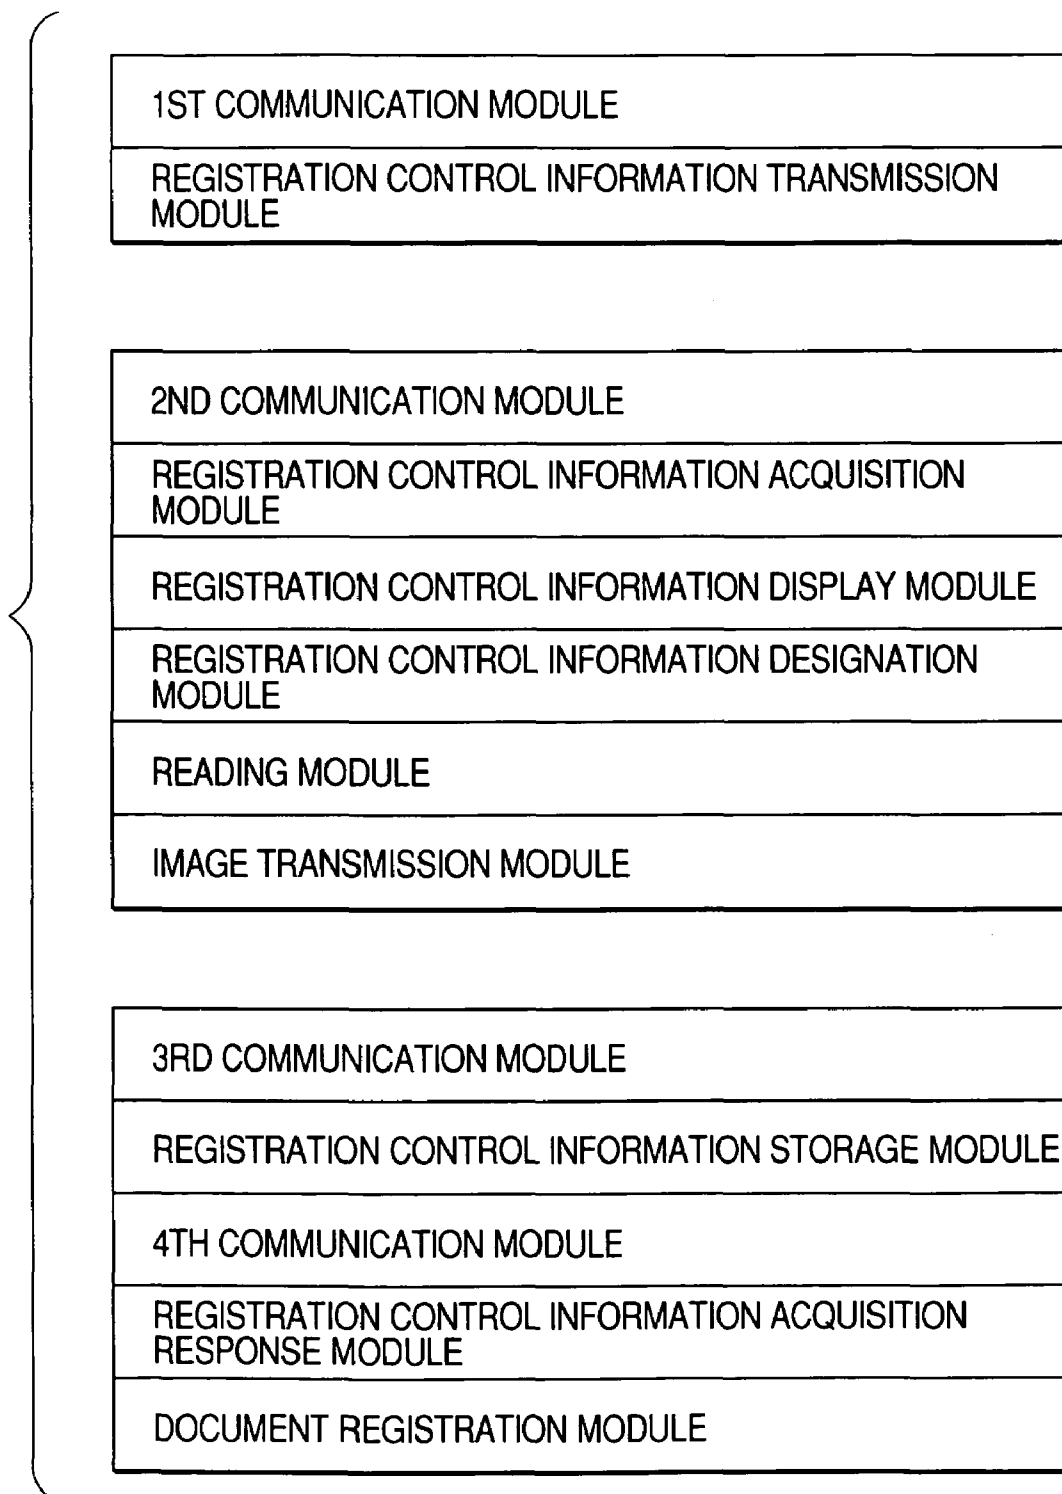 1ST COMMUNICATION MODULE
REGISTRATION CONTROL INFORMATION TRANSMISSION
MODULE
2ND COMMUNICATION MODULE
REGISTRATION CONTROL INFORMATION ACQUISITION
MODULE
REGISTRATION CONTROL INFORMATION DISPLAY MODULE
REGISTRATION CONTROL INFORMATION DESIGNATION
MODULE
READING MODULE
IMAGE TRANSMISSION MODULE
3RD COMMUNICATION MODULE
REGISTRATION CONTROL INFORMATION STORAGE MODULE
4TH COMMUNICATION MODULE
REGISTRATION CONTROL INFORMATION ACQUISITION
RESPONSE MODULE
DOCUMENT REGISTRATION MODULE